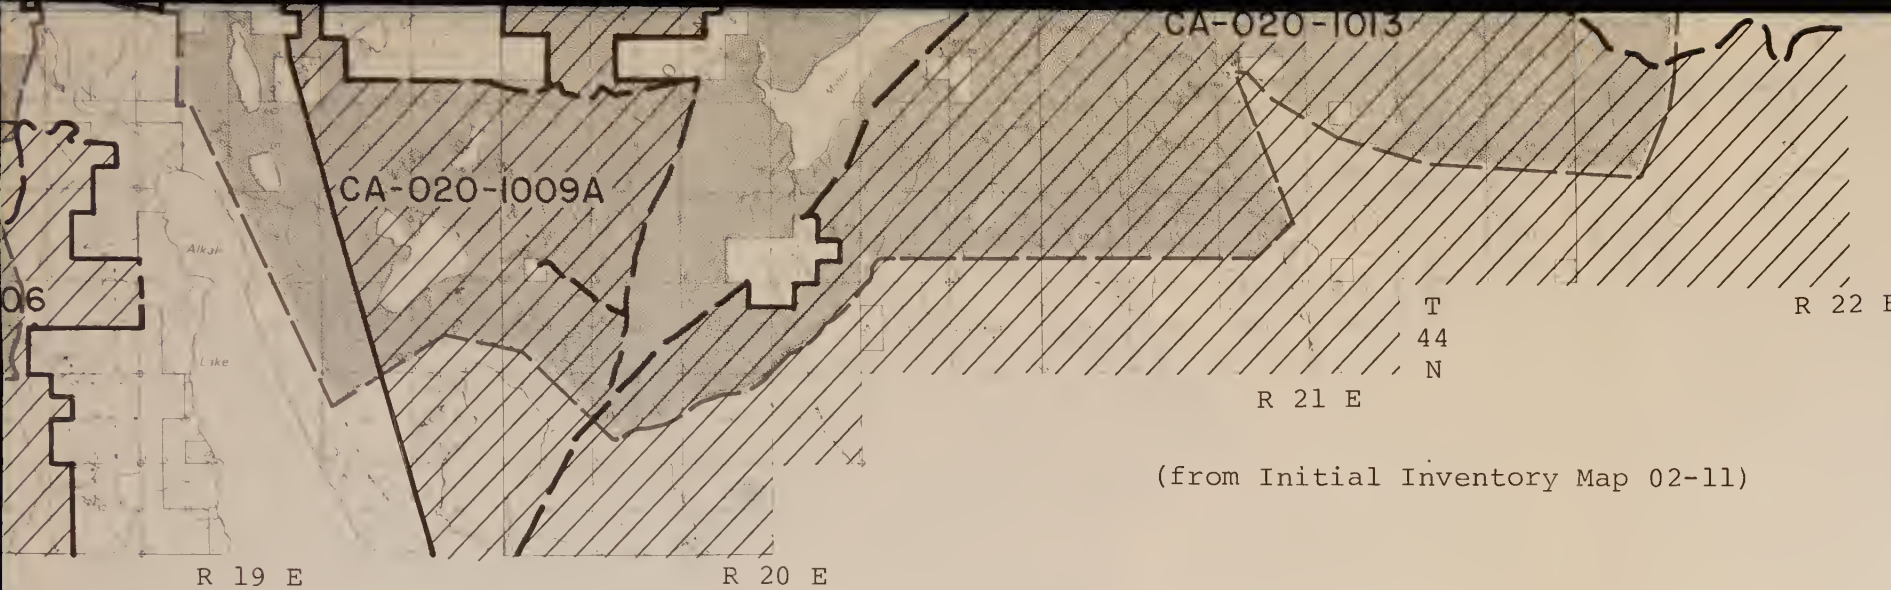 CA-020-1013
CA-020-1009A
Alkali
06
Lake
T
44
N
R 22 E
R 21 E
(from Initial Inventory Map 02-11)
R 19 E
R 20 E